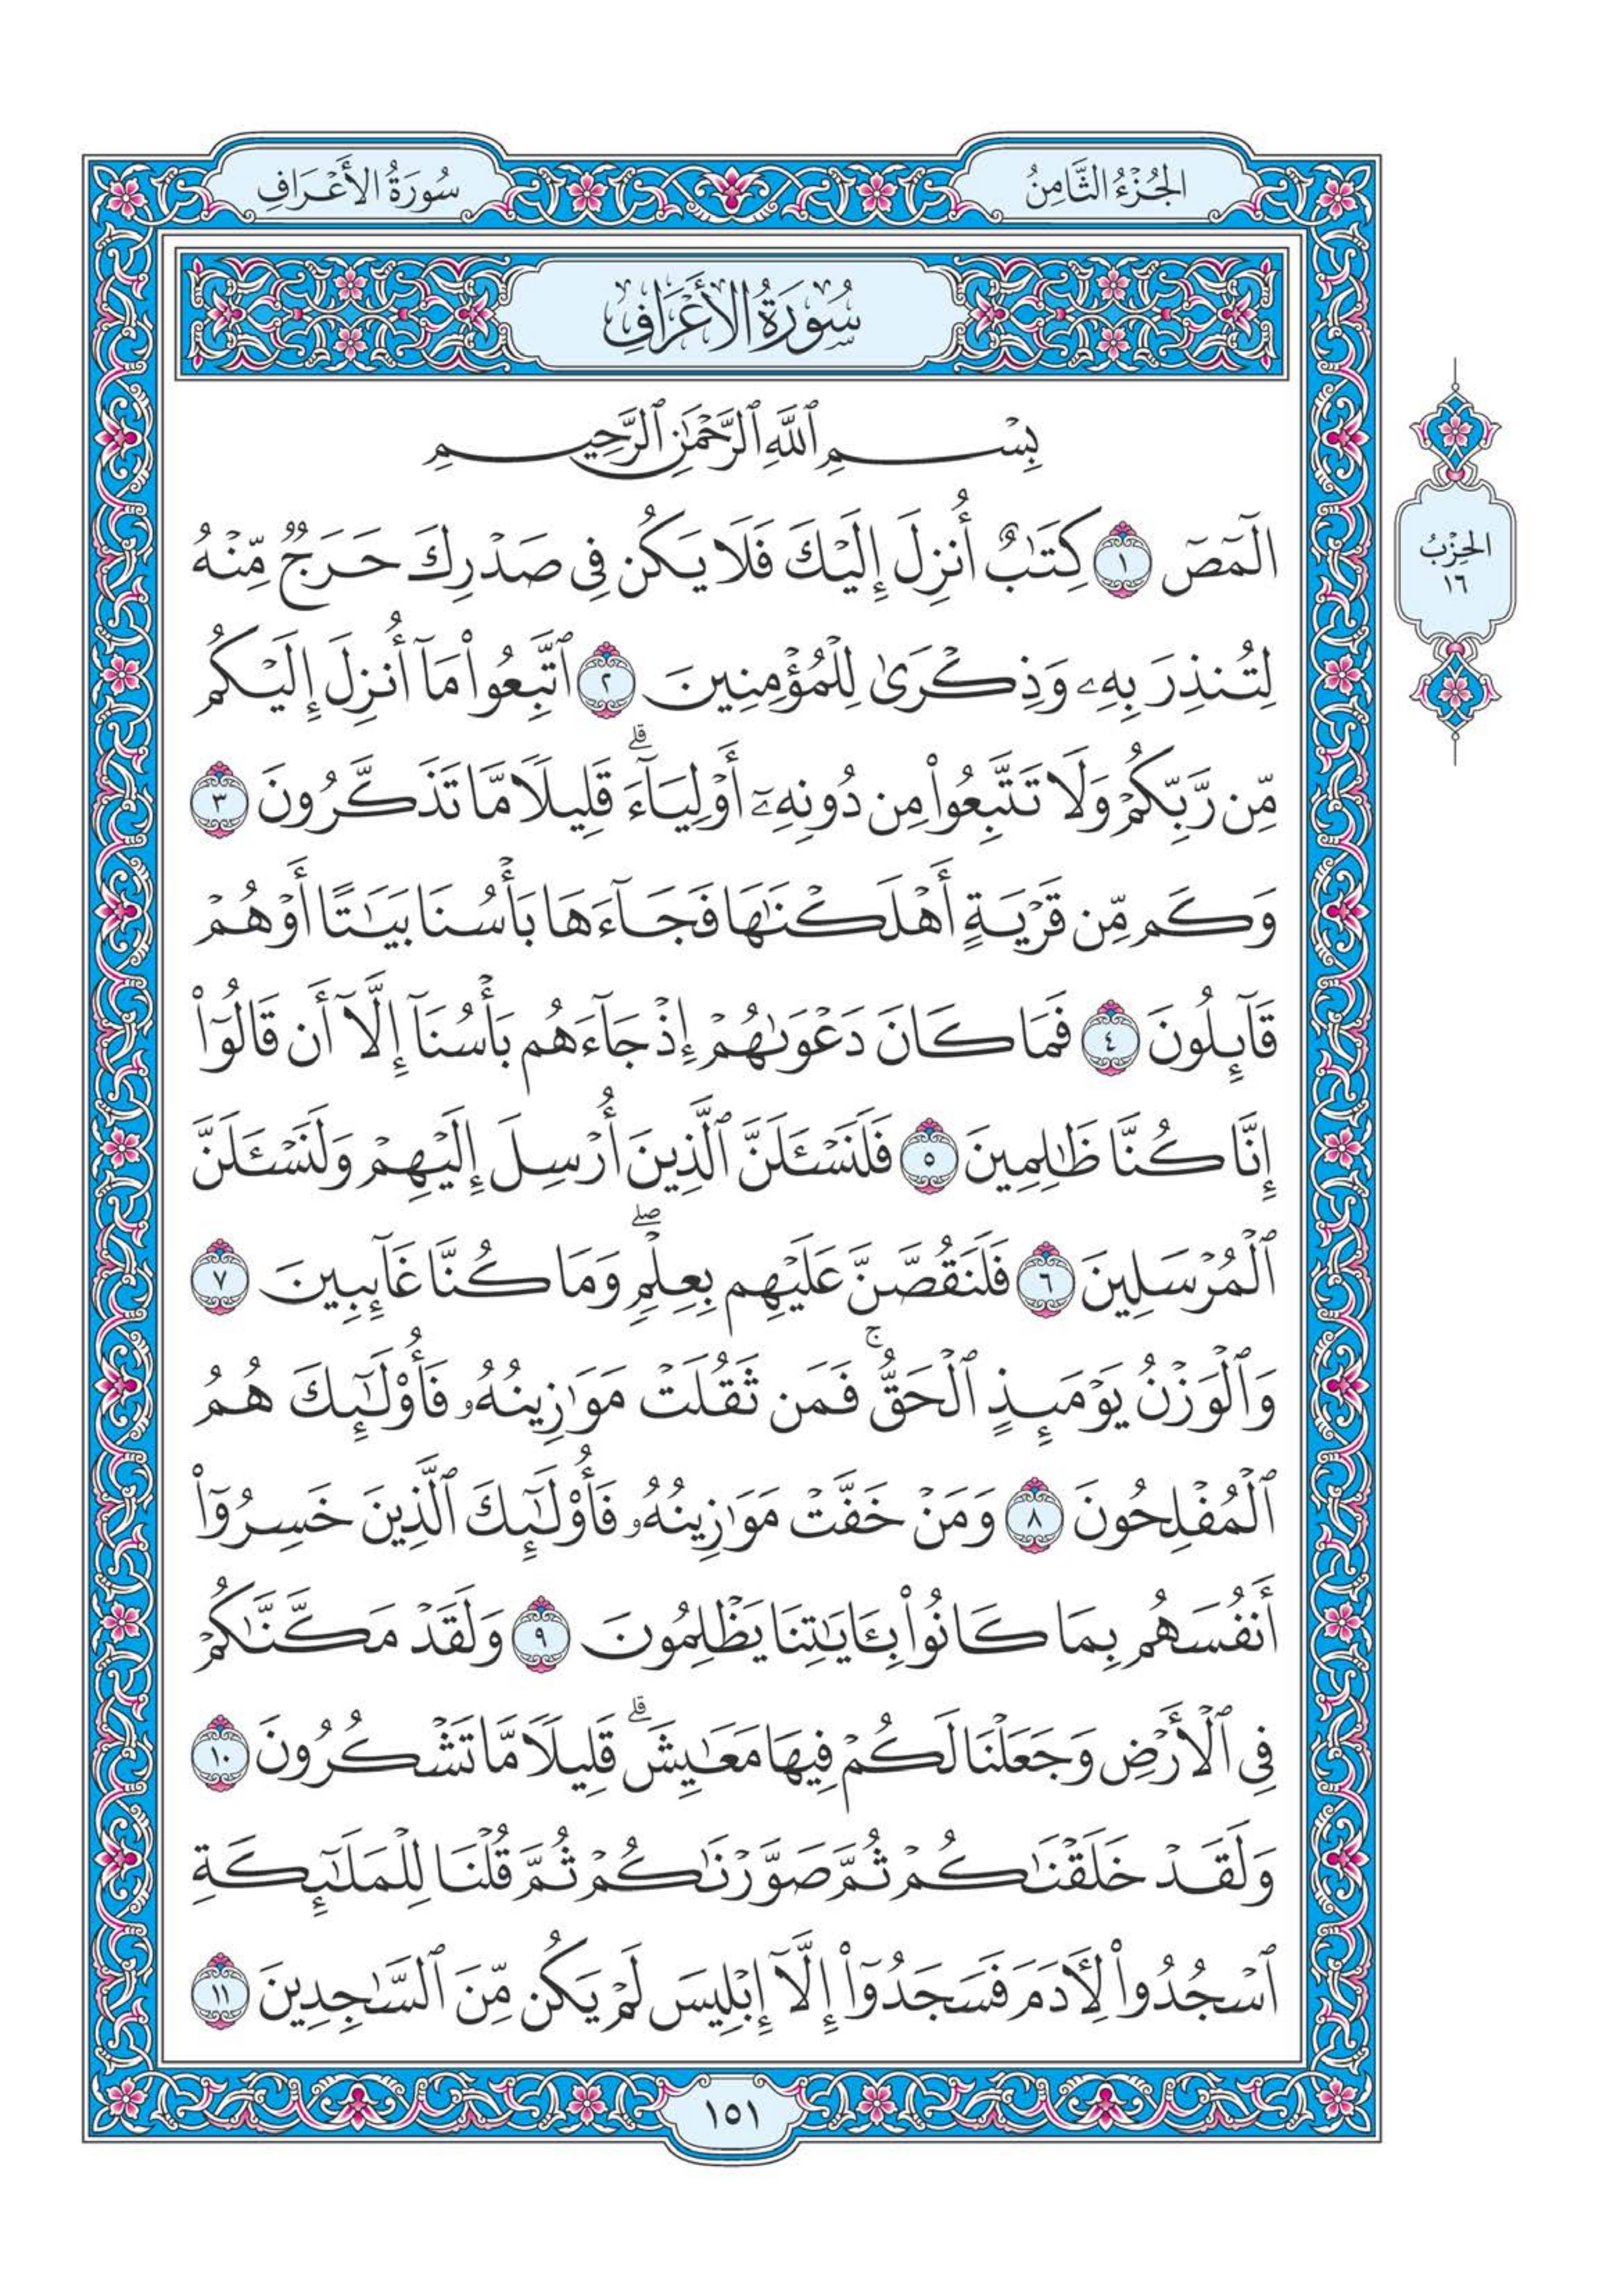 الجُزْءُ الثَّامِنُ
سُورَةُ الأَعْرَافِ
سُورَةُ الأَعْرَافِ
بِسْمِ ٱللَّهِ ٱلرَّحْمَٰنِ ٱلرَّحِيمِ
الٓمٓصٓ ١ كِتَٰبٌ أُنزِلَ إِلَيْكَ فَلَا يَكُن فِى صَدْرِكَ حَرَجٌ مِّنْهُ
لِتُنذِرَ بِهِۦ وَذِكْرَىٰ لِلْمُؤْمِنِينَ ٢ ٱتَّبِعُوا۟ مَآ أُنزِلَ إِلَيْكُم
مِّن رَّبِّكُمْ وَلَا تَتَّبِعُوا۟ مِن دُونِهِۦٓ أَوْلِيَآءَ ۗ قَلِيلًا مَّا تَذَكَّرُونَ ٣
وَكَم مِّن قَرْيَةٍ أَهْلَكْنَٰهَا فَجَآءَهَا بَأْسُنَا بَيَٰتًا أَوْ هُمْ
قَآئِلُونَ ٤ فَمَا كَانَ دَعْوَىٰهُمْ إِذْ جَآءَهُم بَأْسُنَآ إِلَّآ أَن قَالُوٓا۟
إِنَّا كُنَّا ظَٰلِمِينَ ٥ فَلَنَسْـَٔلَنَّ ٱلَّذِينَ أُرْسِلَ إِلَيْهِمْ وَلَنَسْـَٔلَنَّ
ٱلْمُرْسَلِينَ ٦ فَلَنَقُصَّنَّ عَلَيْهِم بِعِلْمٍ ۖ وَمَا كُنَّا غَآئِبِينَ ٧
وَٱلْوَزْنُ يَوْمَئِذٍ ٱلْحَقُّ ۚ فَمَن ثَقُلَتْ مَوَٰزِينُهُۥ فَأُو۟لَٰٓئِكَ هُمُ
ٱلْمُفْلِحُونَ ٨ وَمَنْ خَفَّتْ مَوَٰزِينُهُۥ فَأُو۟لَٰٓئِكَ ٱلَّذِينَ خَسِرُوٓا۟
أَنفُسَهُم بِمَا كَانُوا۟ بِـَٔايَٰتِنَا يَظْلِمُونَ ٩ وَلَقَدْ مَكَّنَّٰكُمْ
فِى ٱلْأَرْضِ وَجَعَلْنَا لَكُمْ فِيهَا مَعَٰيِشَ ۗ قَلِيلًا مَّا تَشْكُرُونَ ١٠
وَلَقَدْ خَلَقْنَٰكُمْ ثُمَّ صَوَّرْنَٰكُمْ ثُمَّ قُلْنَا لِلْمَلَٰٓئِكَةِ
ٱسْجُدُوا۟ لِـَٔادَمَ فَسَجَدُوٓا۟ إِلَّآ إِبْلِيسَ لَمْ يَكُن مِّنَ ٱلسَّٰجِدِينَ ١١
الحِزْبُ
١٦
١٥١